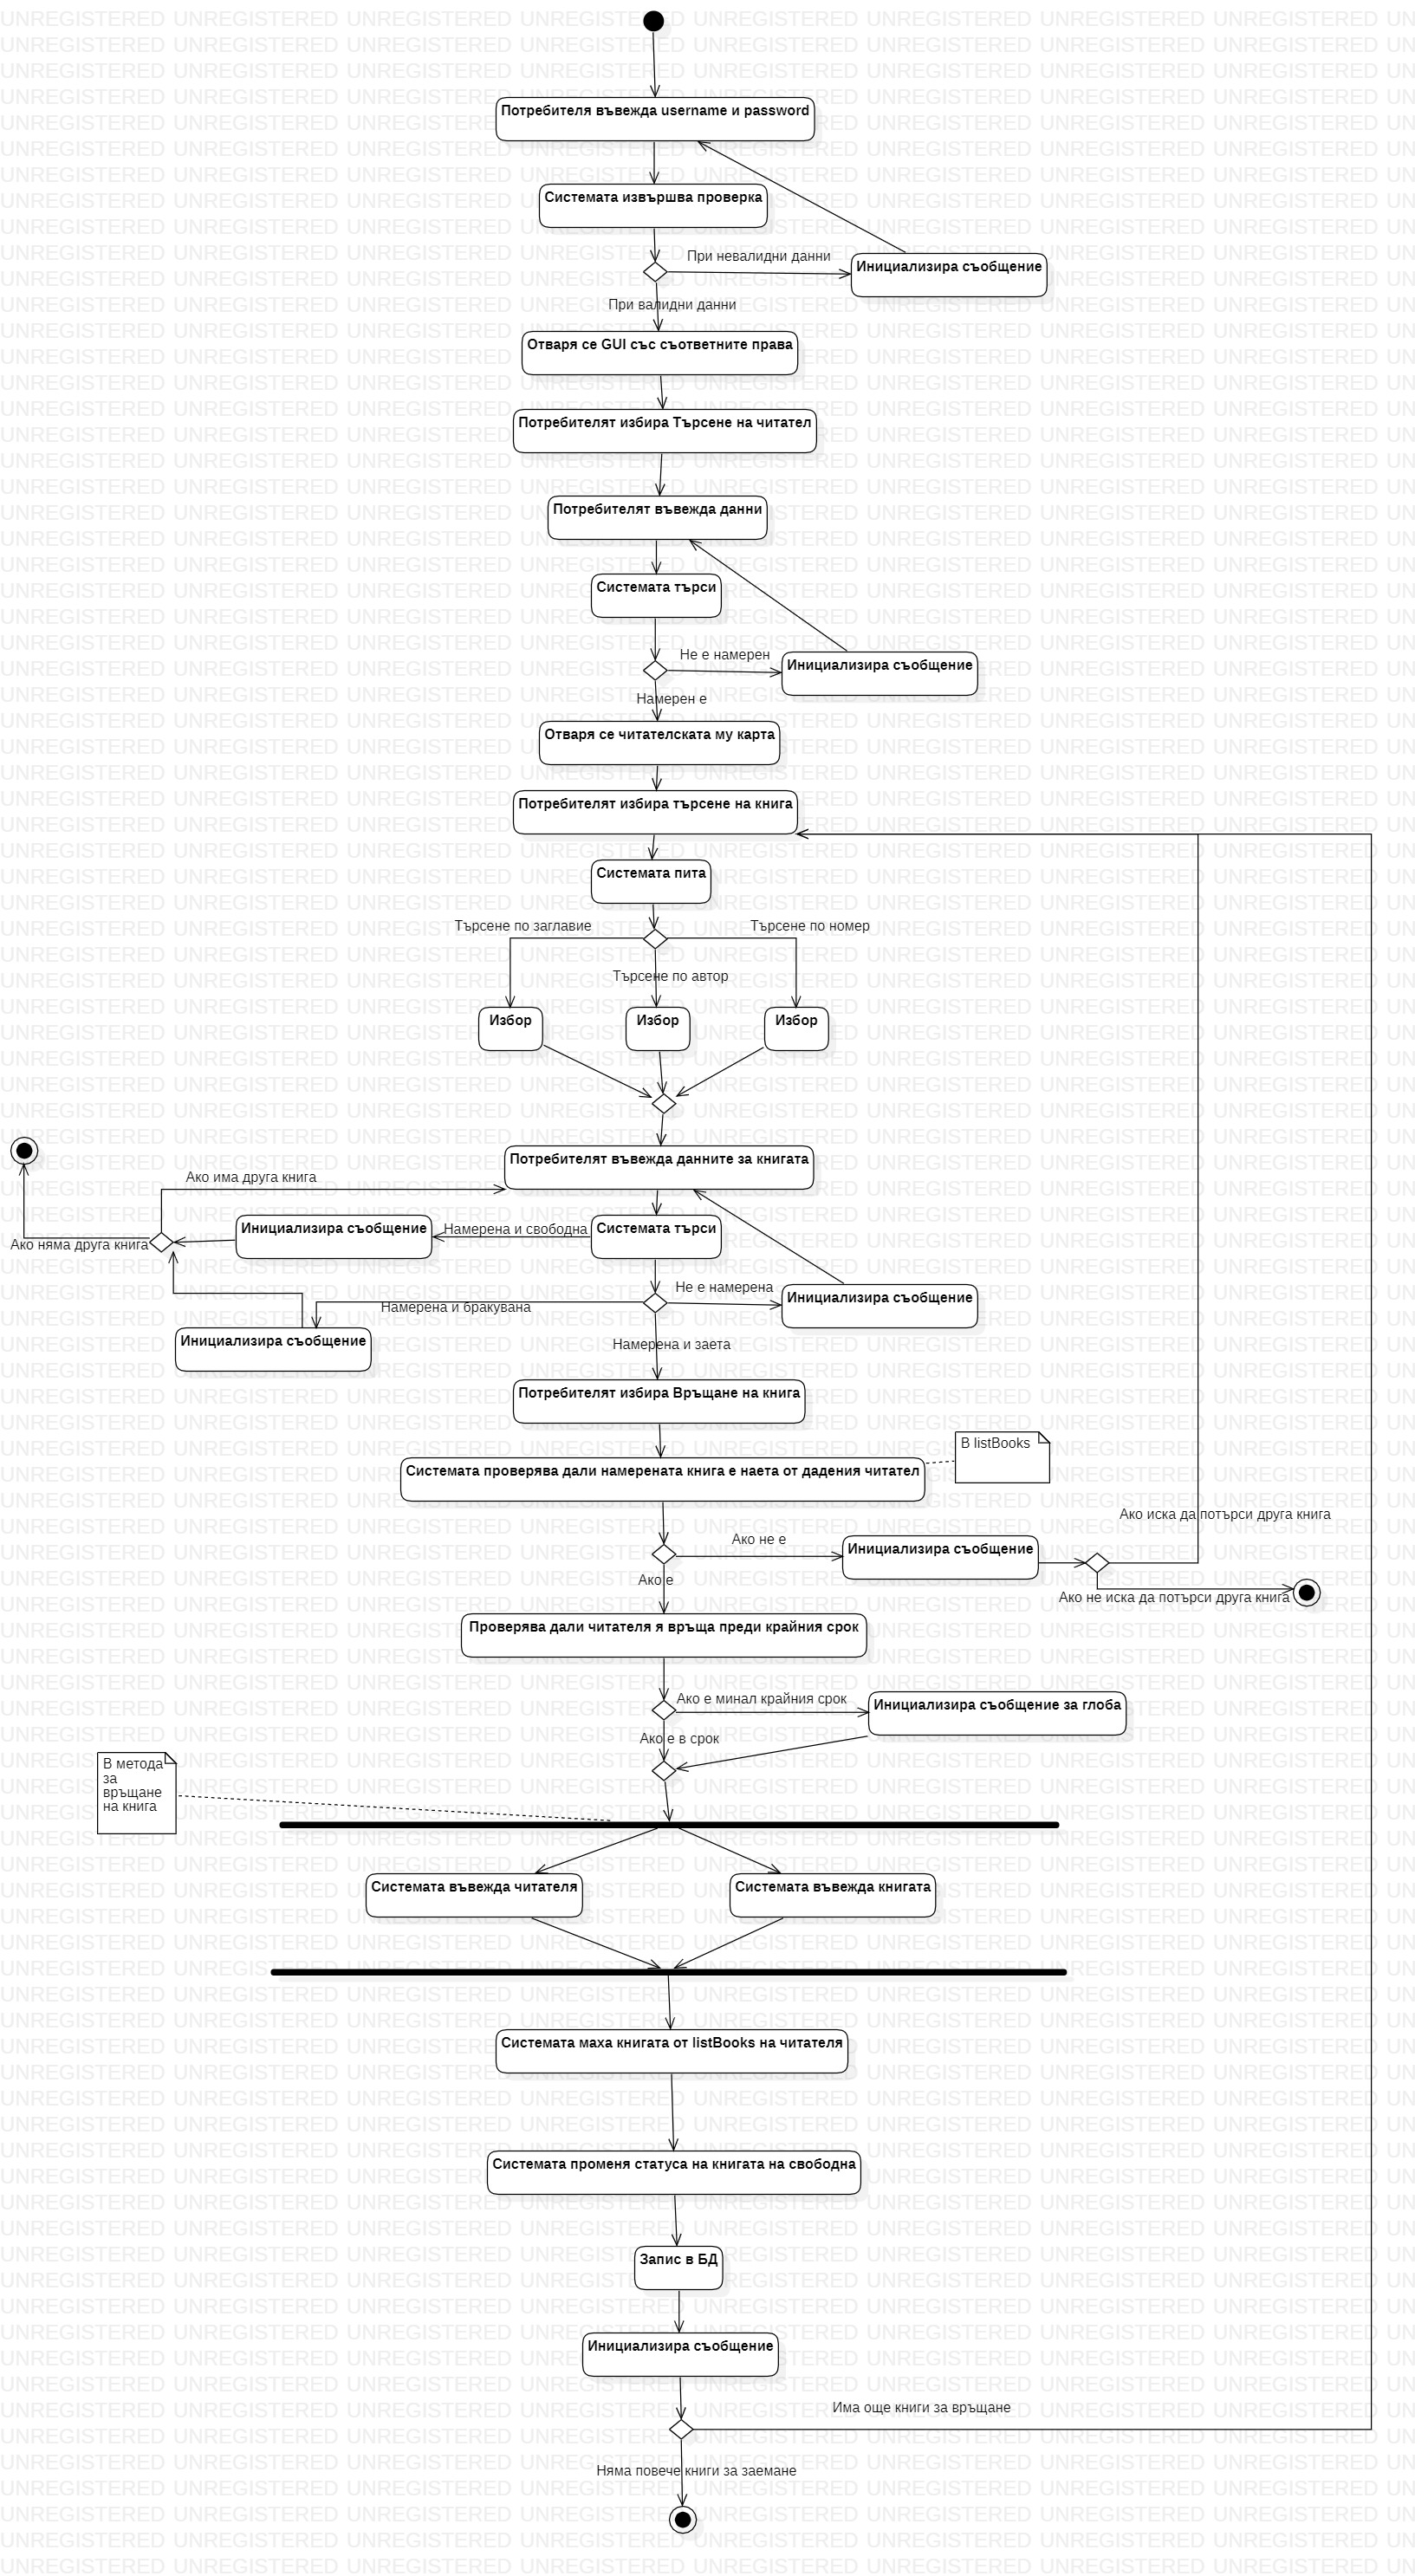 Потребителя въвежда username и password
Системата извършва проверка
При невалидни данни
Инициализира съобщение
При валидни данни
Отваря се GUI със съответните права
Потребителят избира Търсене на читател
Потребителят въвежда данни
Системата търси
Не е намерен
Инициализира съобщение
Намерен е
Отваря се читателската му карта
Потребителят избира търсене на книга
Системата пита
Търсене по заглавие
Търсене по номер
Търсене по автор
Избор
Избор
Избор
Потребителят въвежда данните за книгата
Ако има друга книга
Инициализира съобщение
Намерена и свободна
Системата търси
Ако няма друга книга
Не е намерена
Инициализира съобщение
Намерена и бракувана
Инициализира съобщение
Намерена и заета
Потребителят избира Връщане на книга
В listBooks
Системата проверява дали намерената книга е наета от дадения читател
Ако иска да потърси друга книга
Ако не е
Инициализира съобщение
Ако е
Ако не иска да потърси друга книга
Проверява дали читателя я връща преди крайния срок
Ако е минал крайния срок
Инициализира съобщение за глоба
Ако е в срок
В метода
за
връщане
на книга
Системата въвежда читателя
Системата въвежда книгата
Системата маха книгата от listBooks на читателя
Системата променя статуса на книгата на свободна
Запис в БД
Инициализира съобщение
Има още книги за връщане
Няма повече книги за заемане